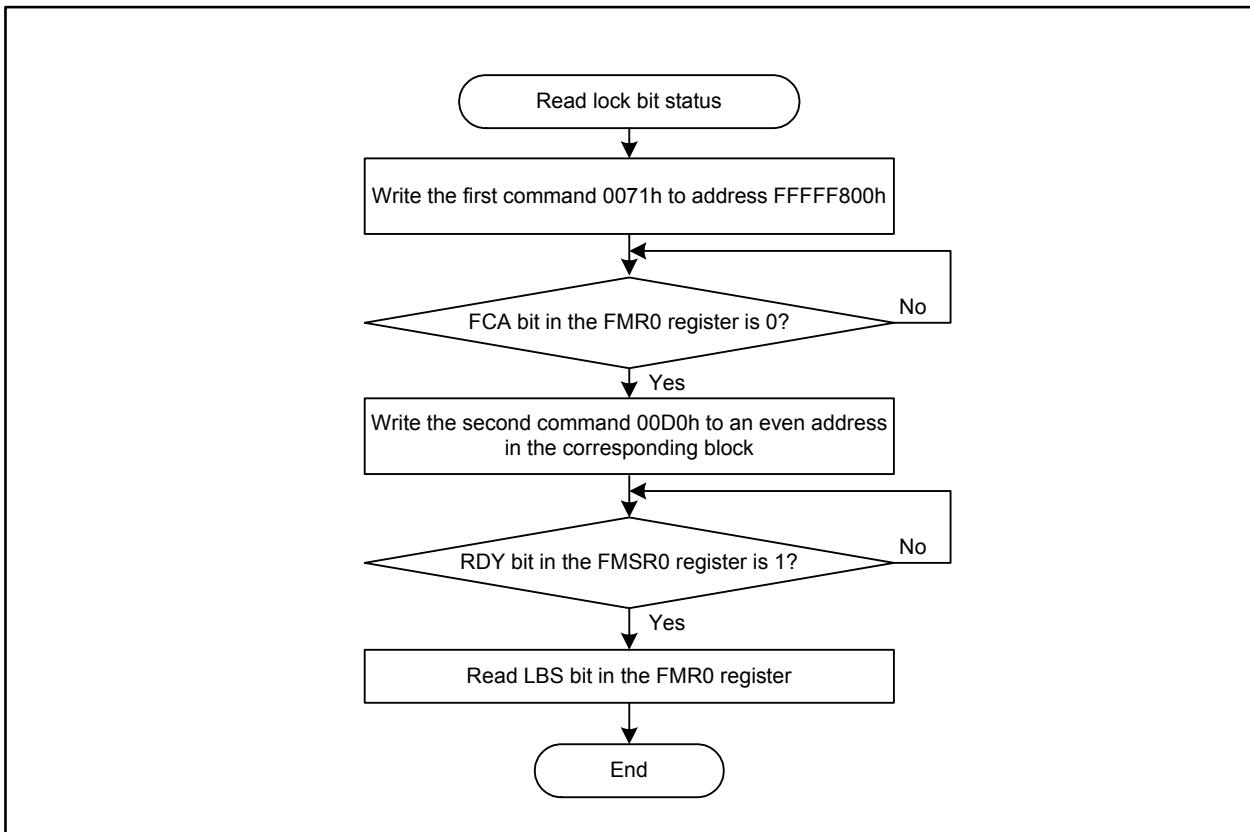 Read lock bit status
Write the first command 0071h to address FFFFF800h
FCA bit in the FMR0 register is 0?
No
Yes
Write the second command 00D0h to an even address
in the corresponding block
RDY bit in the FMSR0 register is 1?
No
Yes
Read LBS bit in the FMR0 register
End